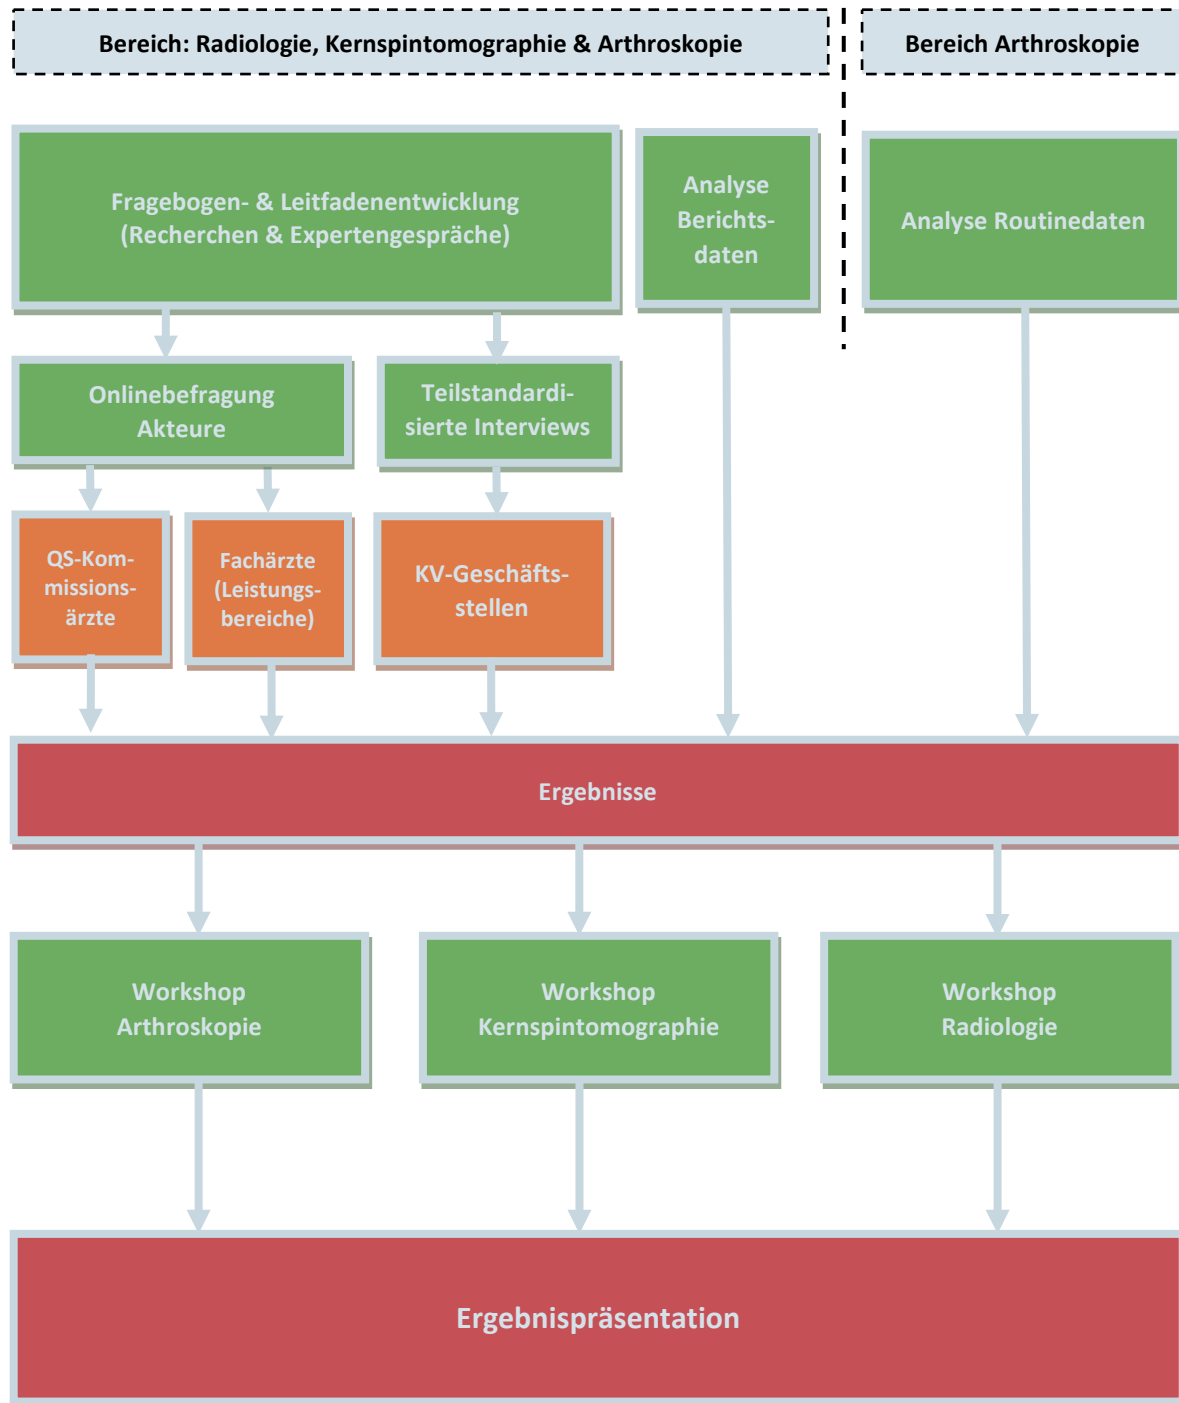 Bereich: Radiologie, Kernspintomographie & Arthroskopie
Bereich Arthroskopie
Fragebogen- & Leitfadenentwicklung
(Recherchen & Expertengespräche)
Analyse
Berichts-
daten
Analyse Routinedaten
Onlinebefragung
Akteure
Teilstandardi-
sierte Interviews
QS-Kom-
missions-
ärzte
Fachärzte
(Leistungs-
bereiche)
KV-Geschäfts-
stellen
Ergebnisse
Workshop
Arthroskopie
Workshop
Kernspintomographie
Workshop
Radiologie
Ergebnispräsentation